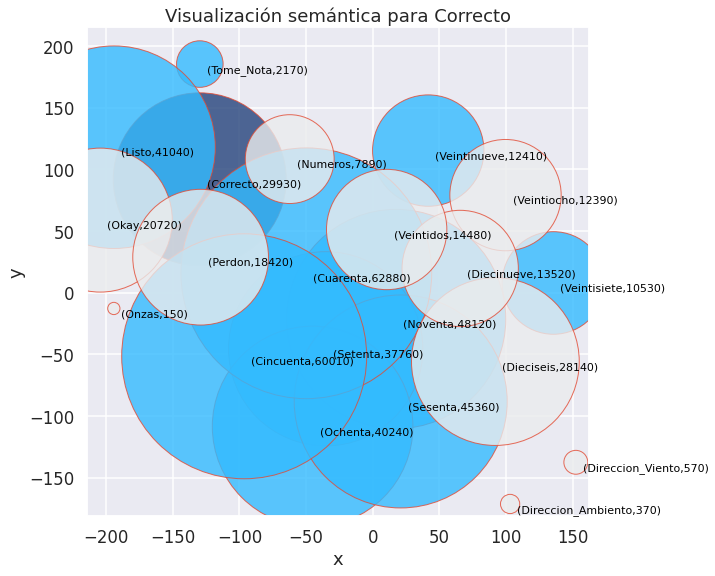 Visualización semántica para Correcto
200
150
100
50
0
−50
−100
−150
y
(Tome_Nota,2170)
(Listo,41040)
(Veintinueve,12410)
(Numeros,7890)
(Correcto,29930)
(Veintiocho,12390)
(Okay,20720)
(Veintidos,14480)
(Perdon,18420)
(Cuarenta,62880)
(Diecinueve,13520)
(Veintisiete,10530)
(Onzas,150)
(Noventa,48120)
(Setenta,37760)
(Cincuenta,60010)
(Dieciseis,28140)
(Sesenta,45360)
(Ochenta,40240)
(Direccion_Viento,570)
(Direccion_Ambiento,370)
−200 −150 −100 −50 0 50 100 150
x